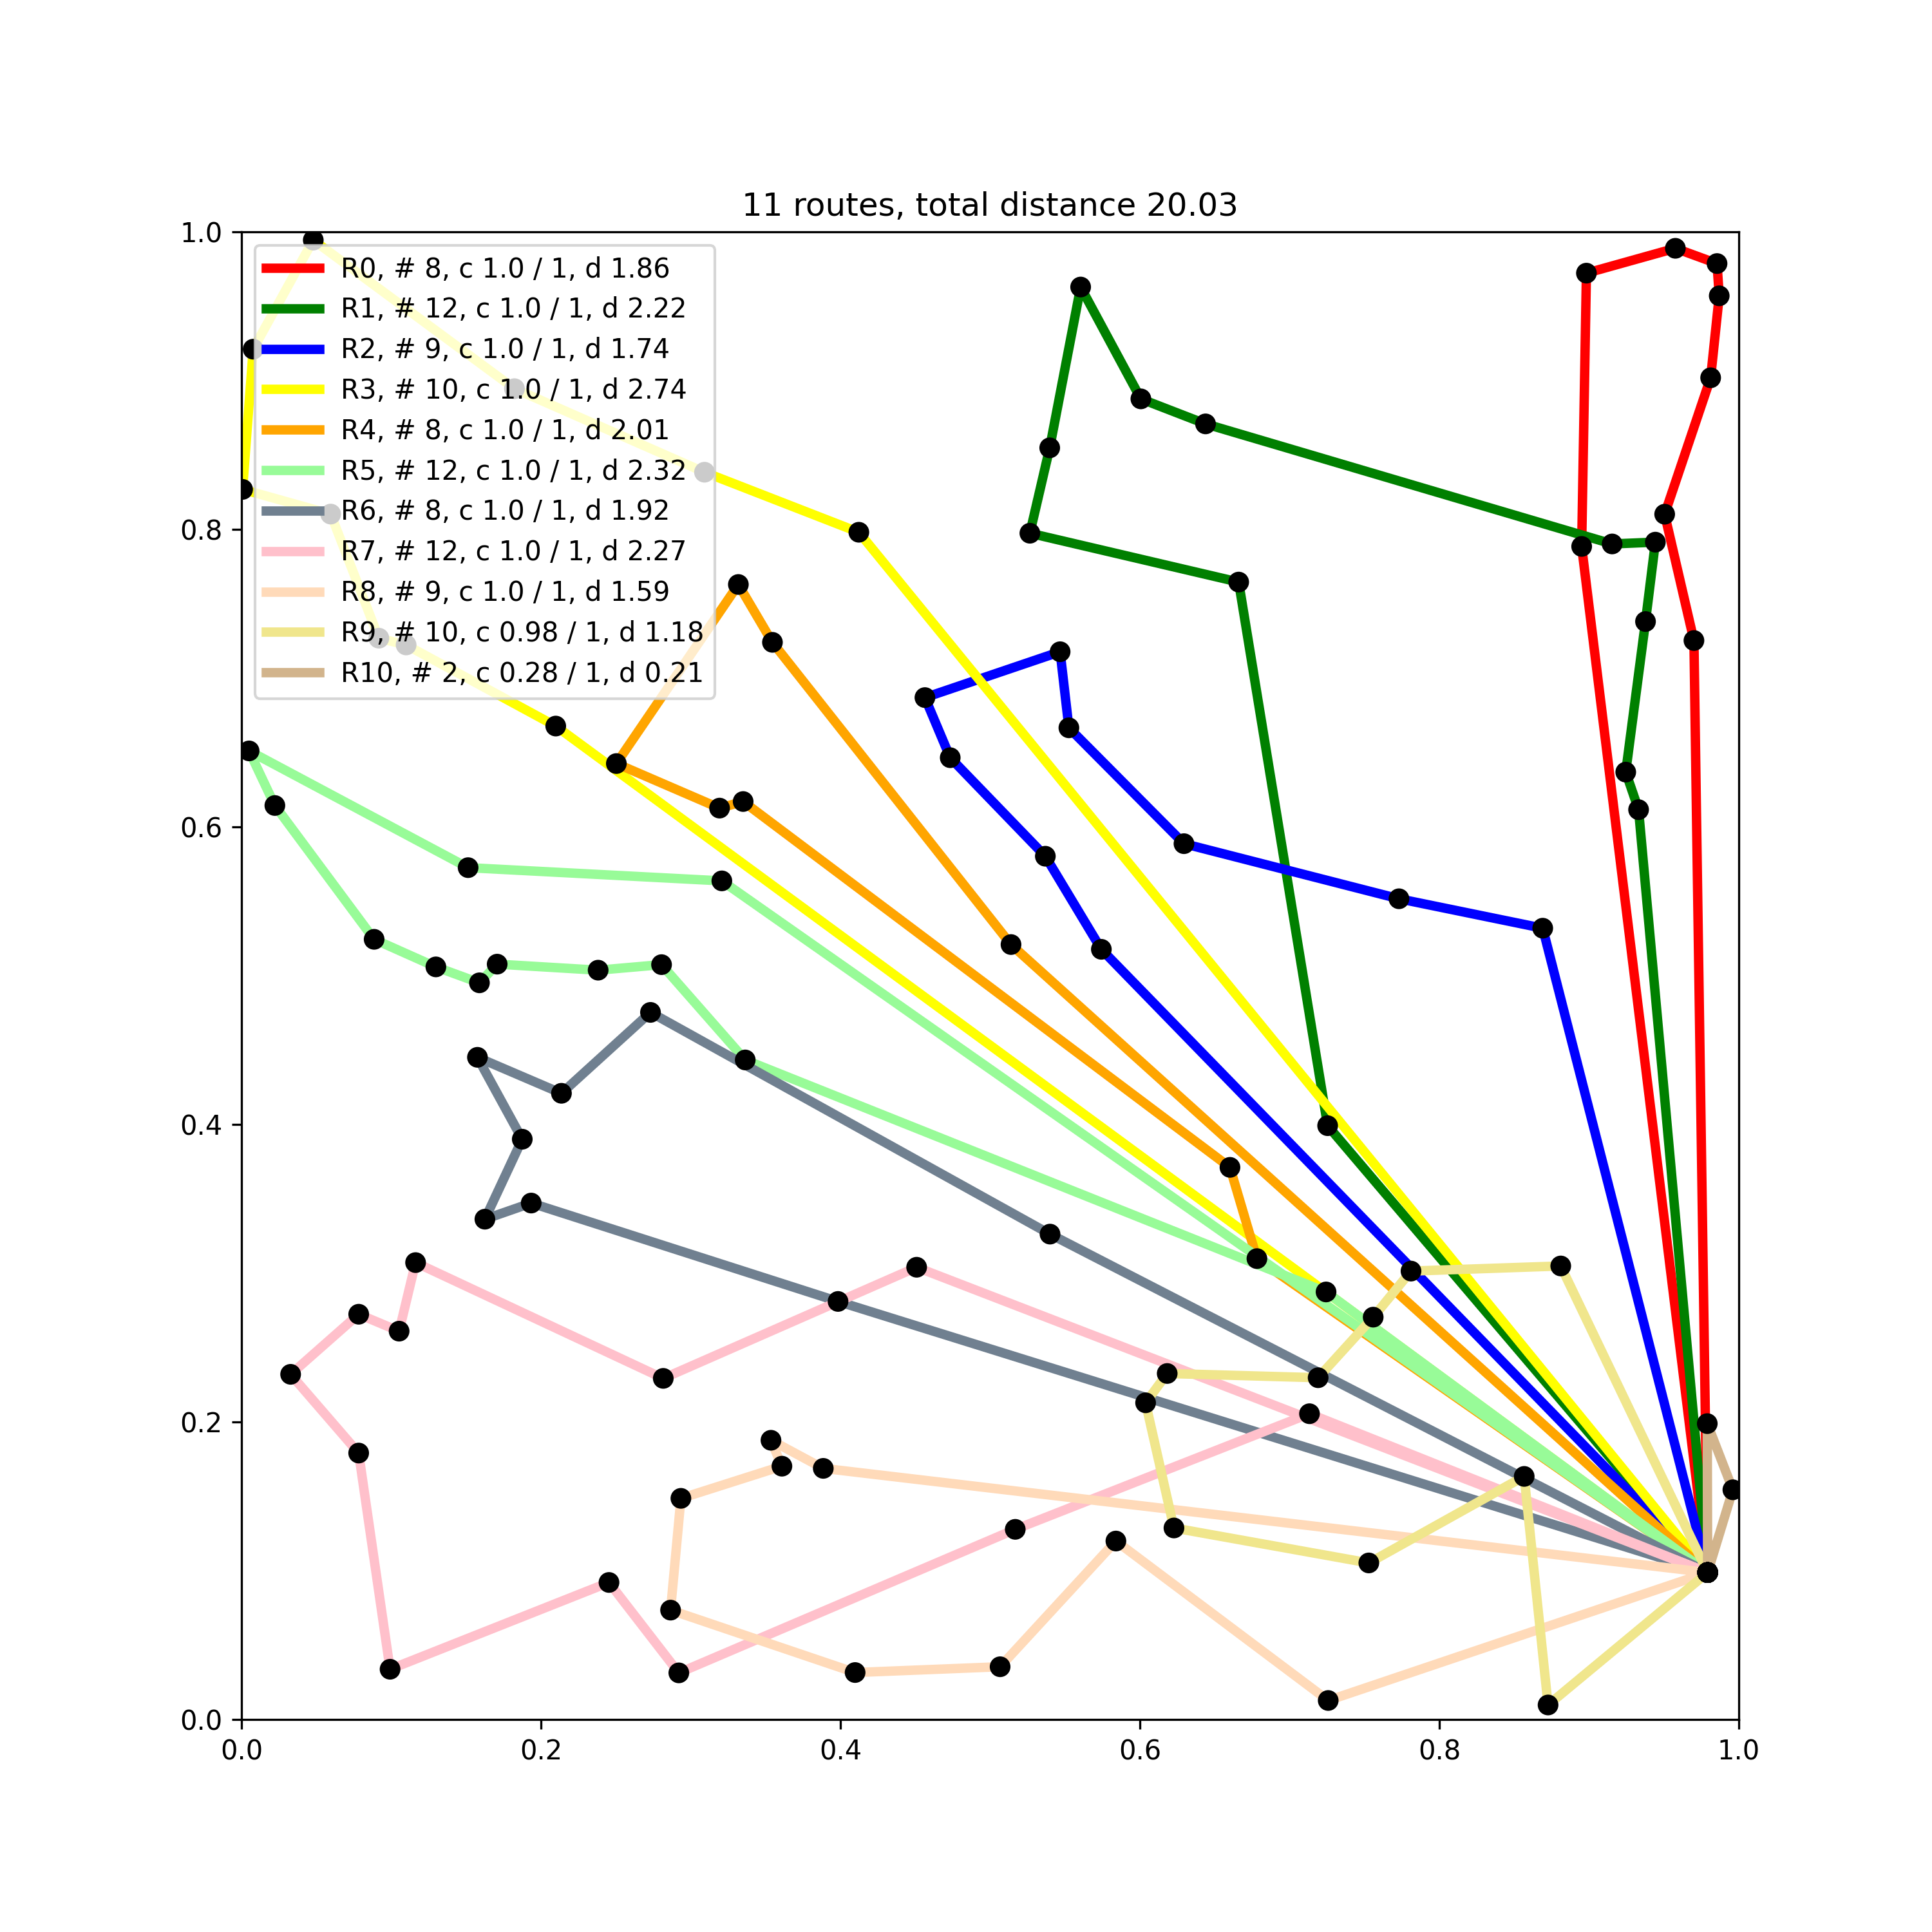 11 routes, total distance 20.03
1.0
0.8
0.6
0.4
0.2
0.0
R0, # 8, c 1.0 / 1, d 1.86
R1, # 12, c 1.0 / 1, d 2.22
R2, # 9, c 1.0 / 1, d 1.74
R3, # 10, c 1.0 / 1, d 2.74
R4, # 8, c 1.0 / 1, d 2.01
R5, # 12, c 1.0 / 1, d 2.32
R6, # 8, c 1.0 / 1, d 1.92
R7, # 12, c 1.0 / 1, d 2.27
R8, # 9, c 1.0 / 1, d 1.59
R9, # 10, c 0.98 / 1, d 1.18
R10, # 2, c 0.28 / 1, d 0.21
0.0 0.2 0.4 0.6 0.8 1.0